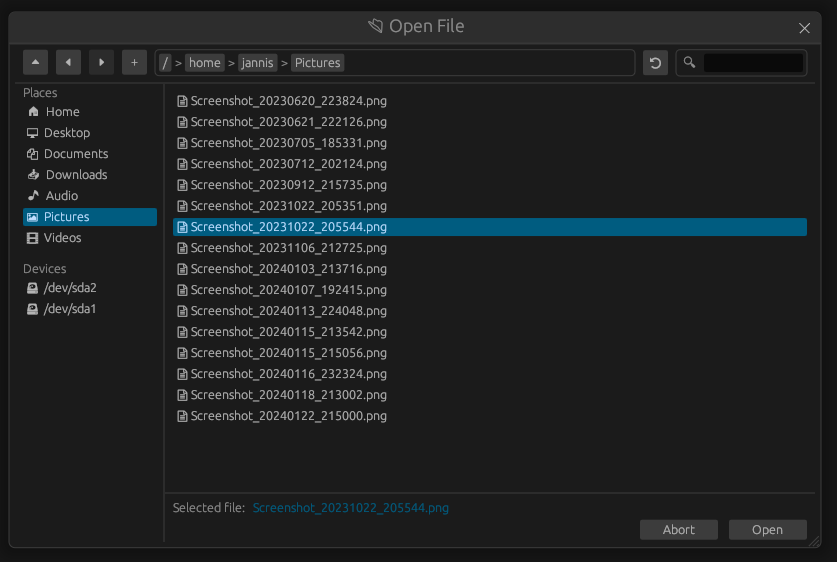 Open File
+ / > home > jannis > Pictures
Places
Home
Desktop
Documents
Downloads
Audio
Pictures
Videos
Devices
/dev/sda2
/dev/sda1
Screenshot_20230620_223824.png
Screenshot_20230621_222126.png
Screenshot_20230705_185331.png
Screenshot_20230712_202124.png
Screenshot_20230912_215735.png
Screenshot_20231022_205351.png
Screenshot_20231022_205544.png
Screenshot_20231106_212725.png
Screenshot_20240103_213716.png
Screenshot_20240107_192415.png
Screenshot_20240113_224048.png
Screenshot_20240115_213542.png
Screenshot_20240115_215056.png
Screenshot_20240116_232324.png
Screenshot_20240118_213002.png
Screenshot_20240122_215000.png
Selected file: Screenshot_20231022_205544.png
Abort Open